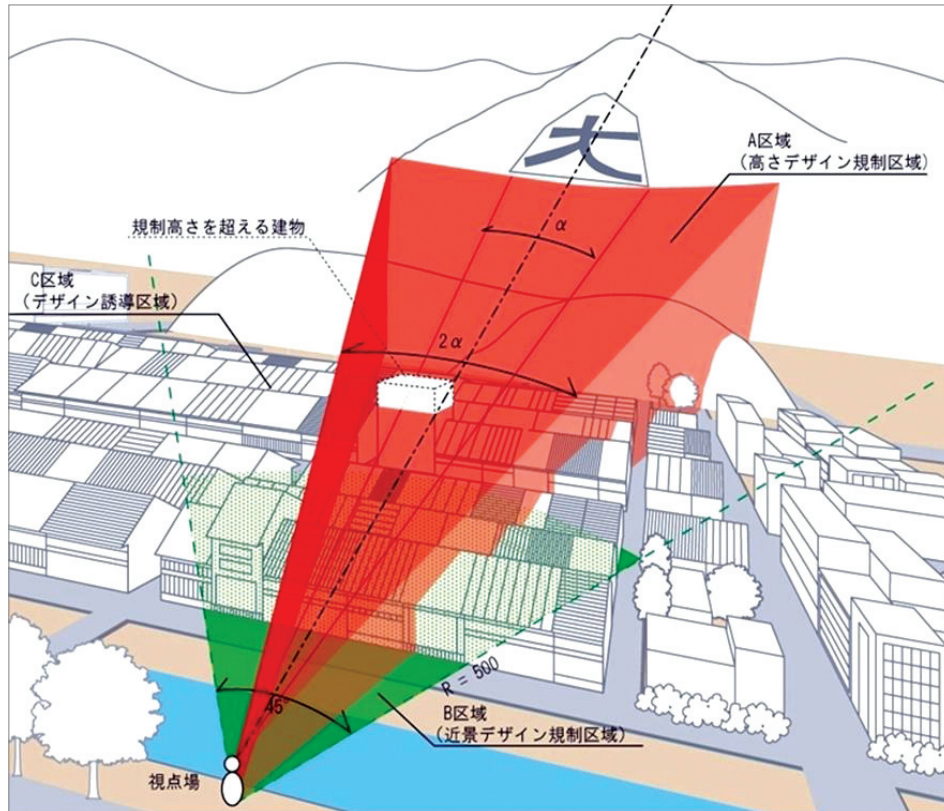 大
A区域
(高さデザイン規制区域)
α
規制高さを超える建物
C区域
(デザイン誘導区域)
2α
R = 500
45°
B区域
(近景デザイン規制区域)
視点場